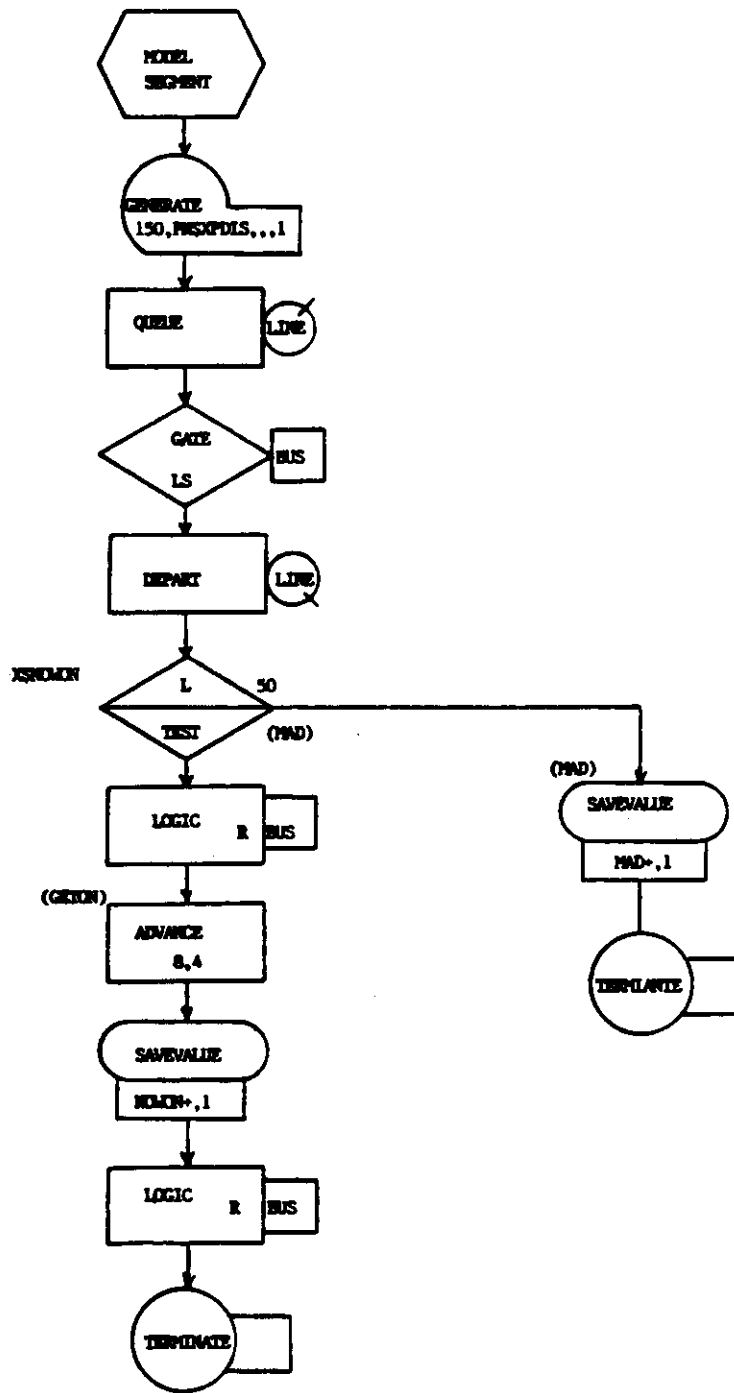 MODEL
SEGMENT
GENERATE
150,FN$XPDIS,,,1
QUEUE
LINE
GATE
LS
BUS
DEPART
LINE
X$NOWON
L
50
TEST
(MAD)
LOGIC
R
BUS
(MAD)
SAVEVALUE
MAD+,1
(GETON)
ADVANCE
8,4
TERMIANTE
SAVEVALUE
NOWON+,1
LOGIC
R
BUS
TERMINATE